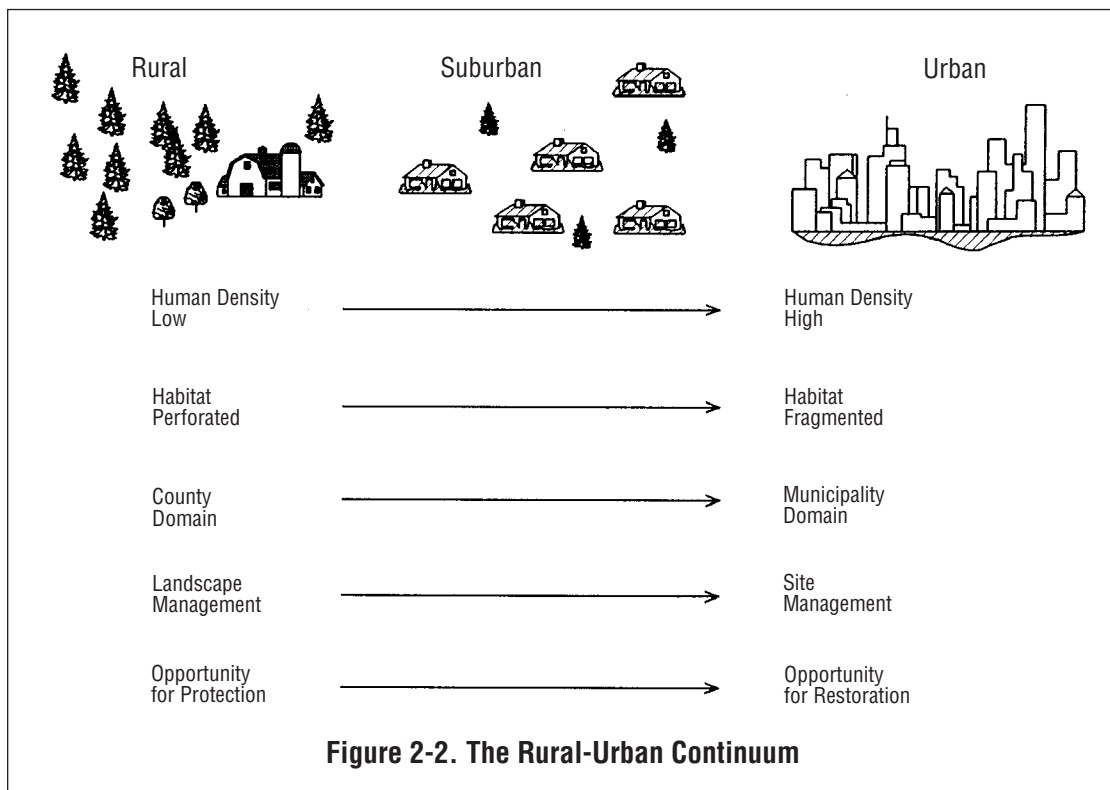 Rural
Suburban
Urban
Human Density
Low
Human Density
High
Habitat
Perforated
Habitat
Fragmented
County
Domain
Municipality
Domain
Landscape
Management
Site
Management
Opportunity
for Protection
Opportunity
for Restoration
Figure 2-2. The Rural-Urban Continuum